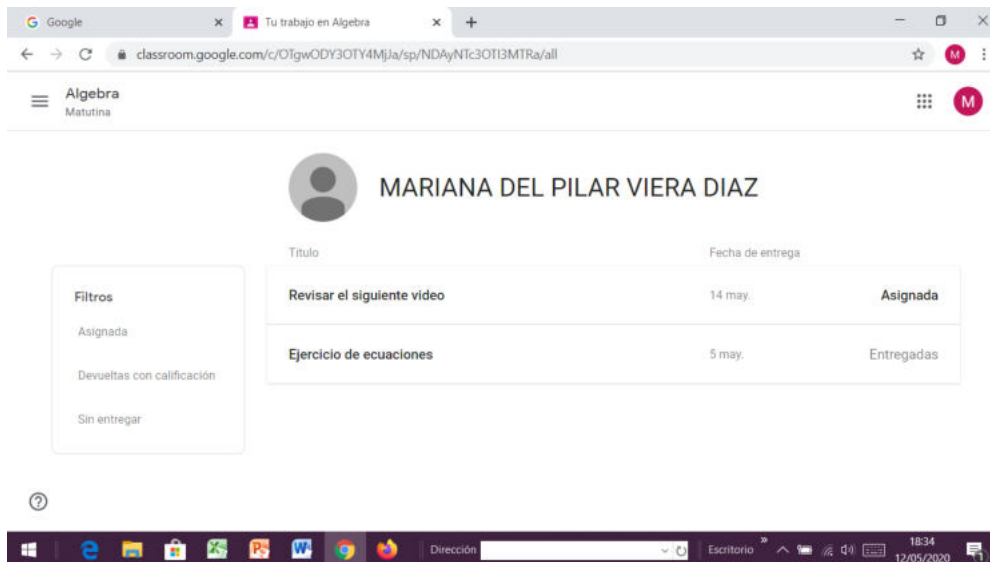 Google
Tu trabajo en Algebra
classroom.google.com/c/OTgwODY3OTY4MjJa/sp/NDAyNTc3OTI3MTRa/all
M
Algebra
Matutina
M
MARIANA DEL PILAR VIERA DIAZ
Título
Fecha de entrega
Filtros
Asignada
Devueltas con calificación
Sin entregar
Revisar el siguiente video
14 may.
Asignada
Ejercicio de ecuaciones
5 may.
Entregadas
Dirección
Escritorio
18:34
12/05/2020